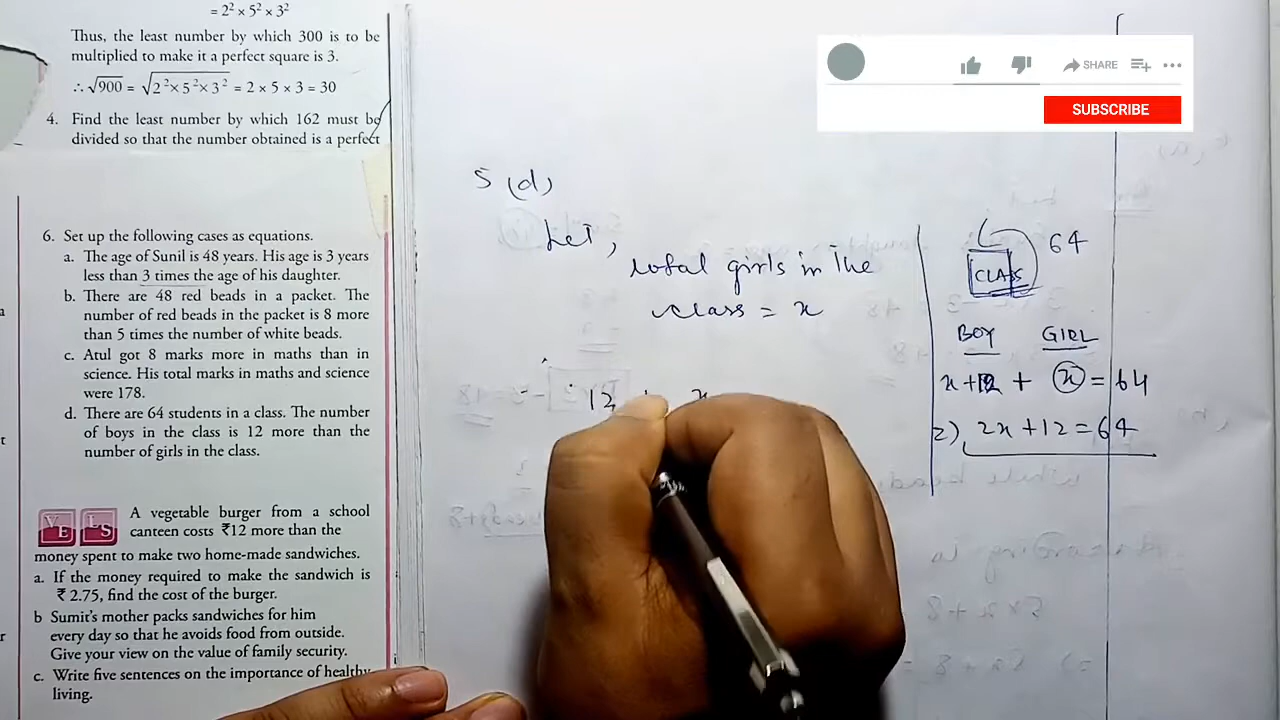 = 2² × 5² × 3²
Thus, the least number by which 300 is to be
multiplied to make it a perfect square is 3.
∴ √900 = √2² × 5² × 3² = 2 × 5 × 3 = 30
4. Find the least number by which 162 must be
divided so that the number obtained is a perfect
6. Set up the following cases as equations.
a. The age of Sunil is 48 years. His age is 3 years
less than 3 times the age of his daughter.
b. There are 48 red beads in a packet. The
number of red beads in the packet is 8 more
than 5 times the number of white beads.
c. Atul got 8 marks more in maths than in
science. His total marks in maths and science
were 178.
d. There are 64 students in a class. The number
of boys in the class is 12 more than the
number of girls in the class.
VE LS
A vegetable burger from a school
canteen costs ₹12 more than the
money spent to make two home-made sandwiches.
a. If the money required to make the sandwich is
₹ 2.75, find the cost of the burger.
b Sumit's mother packs sandwiches for him
every day so that he avoids food from outside.
Give your view on the value of family security.
c. Write five sentences on the importance of healthy
living.
5 (d)
Let,
total girls in the
class = x
12 + x
SHARE
SUBSCRIBE
64
CLASS
BOY GIRL
x+12 + x = 64
2x + 12 = 64